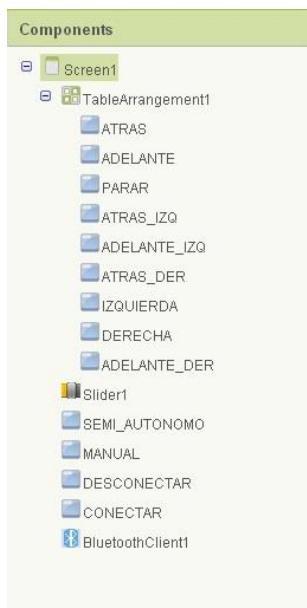 Components
Screen1
TableArrangement1
ATRAS
ADELANTE
PARAR
ATRAS_IZQ
ADELANTE_IZQ
ATRAS_DER
IZQUIERDA
DERECHA
ADELANTE_DER
Slider1
SEMI_AUTONOMO
MANUAL
DESCONECTAR
CONECTAR
BluetoothClient1